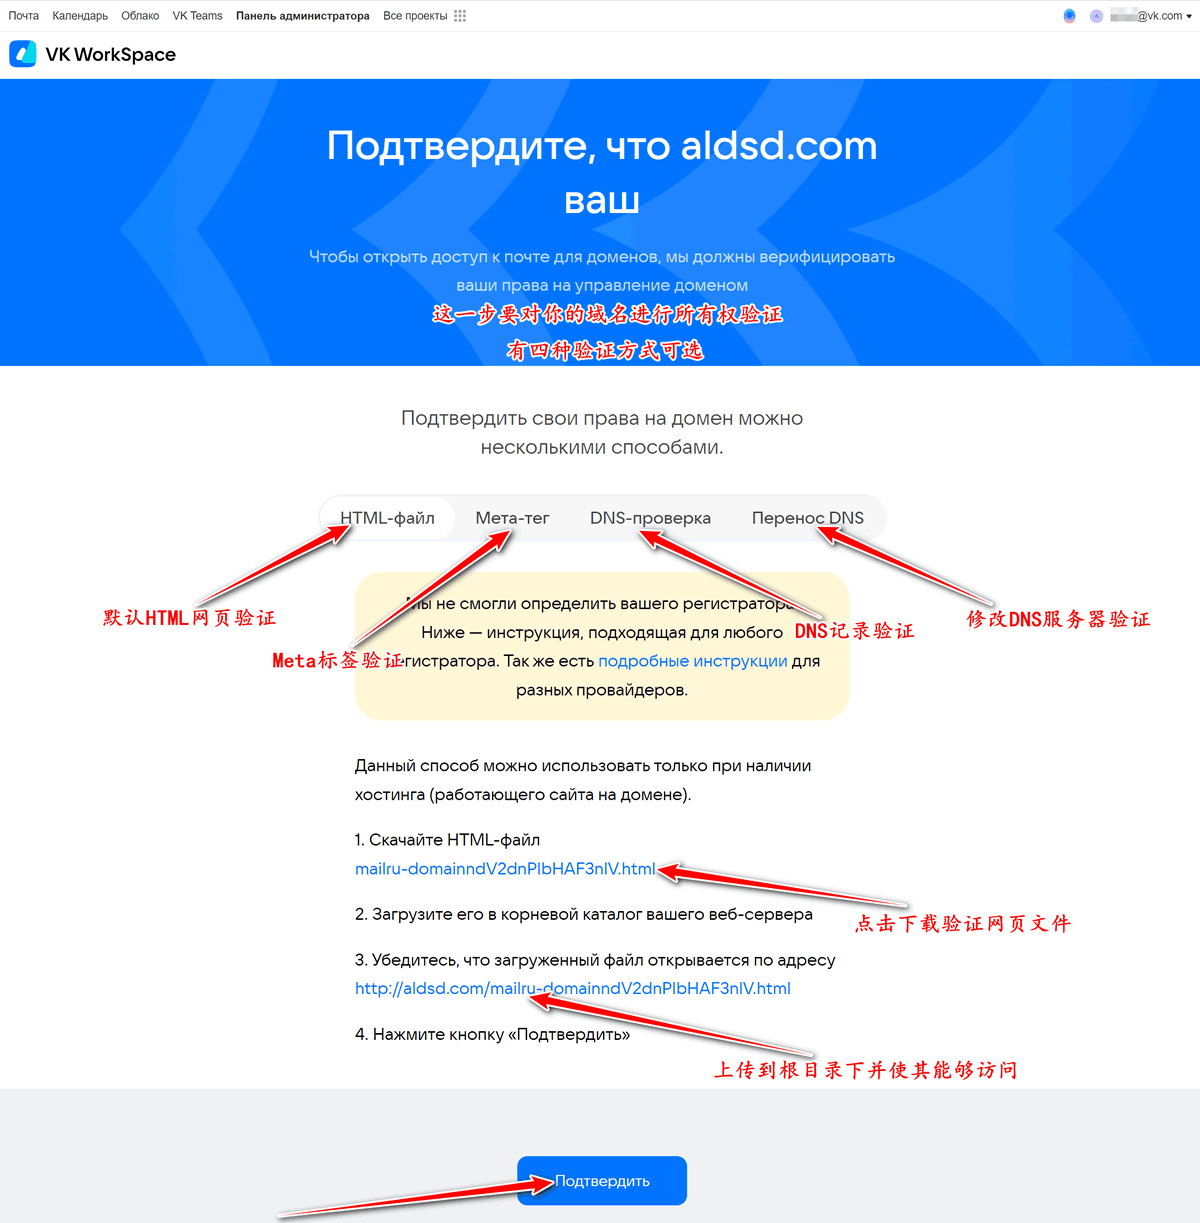 Почта Календарь Облако VK Teams Панель администратора Все проекты A @vk.com
VK WorkSpace
Подтвердите, что aldsd.com
ваш
Чтобы открыть доступ к почте для доменов, мы должны верифицировать
ваши права на управление доменом
这一步要对你的域名进行所有权验证
有四种验证方式可选
Подтвердить свои права на домен можно
несколькими способами.
HTML-файл Мета-тег DNS-проверка Перенос DNS
默认HTML网页验证
Meta标签验证
DNS记录验证
修改DNS服务器验证
Мы не смогли определить вашего регистратора
Ниже — инструкция, подходящая для любого
егистратора. Так же есть подробные инструкции для
разных провайдеров.
Данный способ можно использовать только при наличии
хостинга (работающего сайта на домене).
1. Скачайте HTML-файл
mailru-domainndV2dnPlbHAF3nlV.html
点击下载验证网页文件
2. Загрузите его в корневой каталог вашего веб-сервера
3. Убедитесь, что загруженный файл открывается по адресу
http://aldsd.com/mailru-domainndV2dnPlbHAF3nlV.html
4. Нажмите кнопку «Подтвердить»
上传到根目录下并使其能够访问
Подтвердить